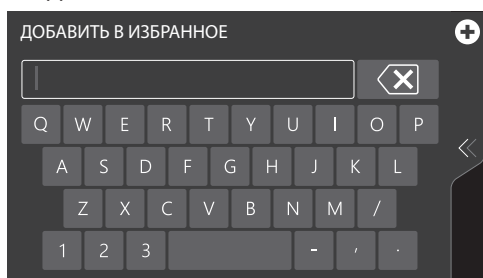 ДОБАВИТЬ В ИЗБРАННОЕ
Q W E R T Y U I O P
A S D F G H J K L
Z X C V B N M /
1 2 3 - , .